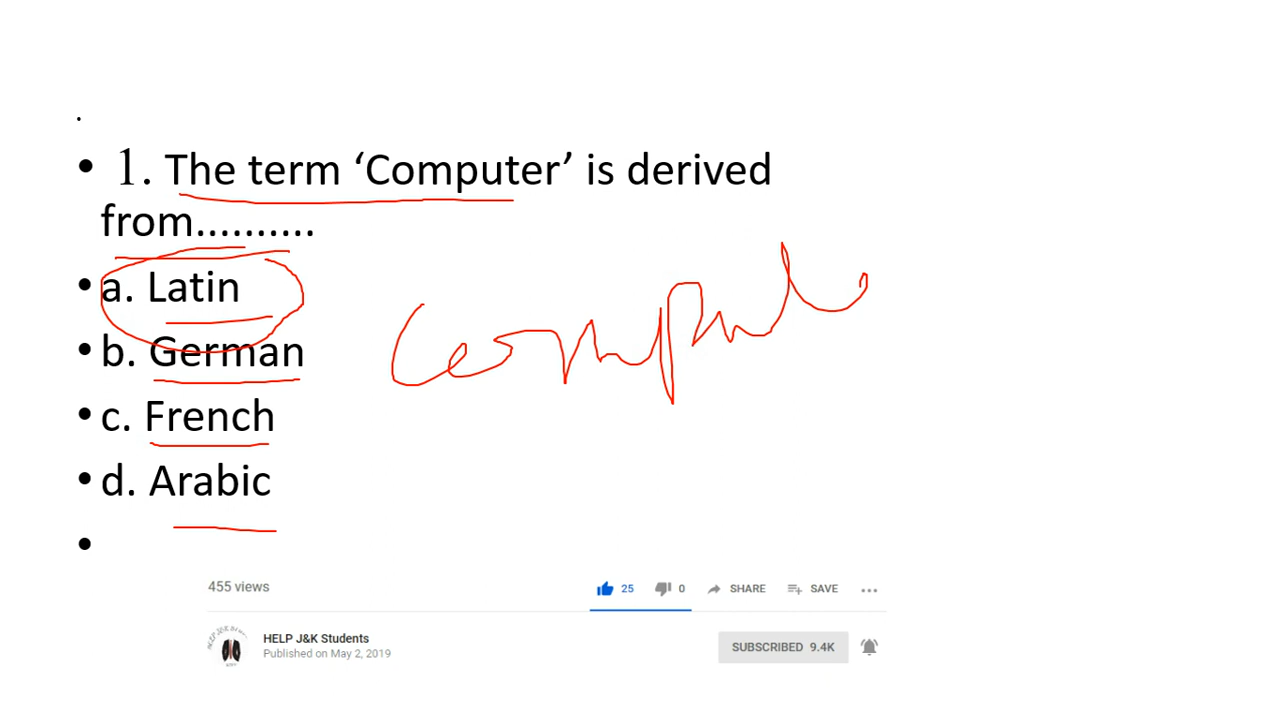 • 1. The term ‘Computer’ is derived
from..........
• a. Latin
• b. German
• c. French
• d. Arabic
•
455 views 25 0 SHARE SAVE ...
HELP J&K Students
Published on May 2, 2019
SUBSCRIBED 9.4K